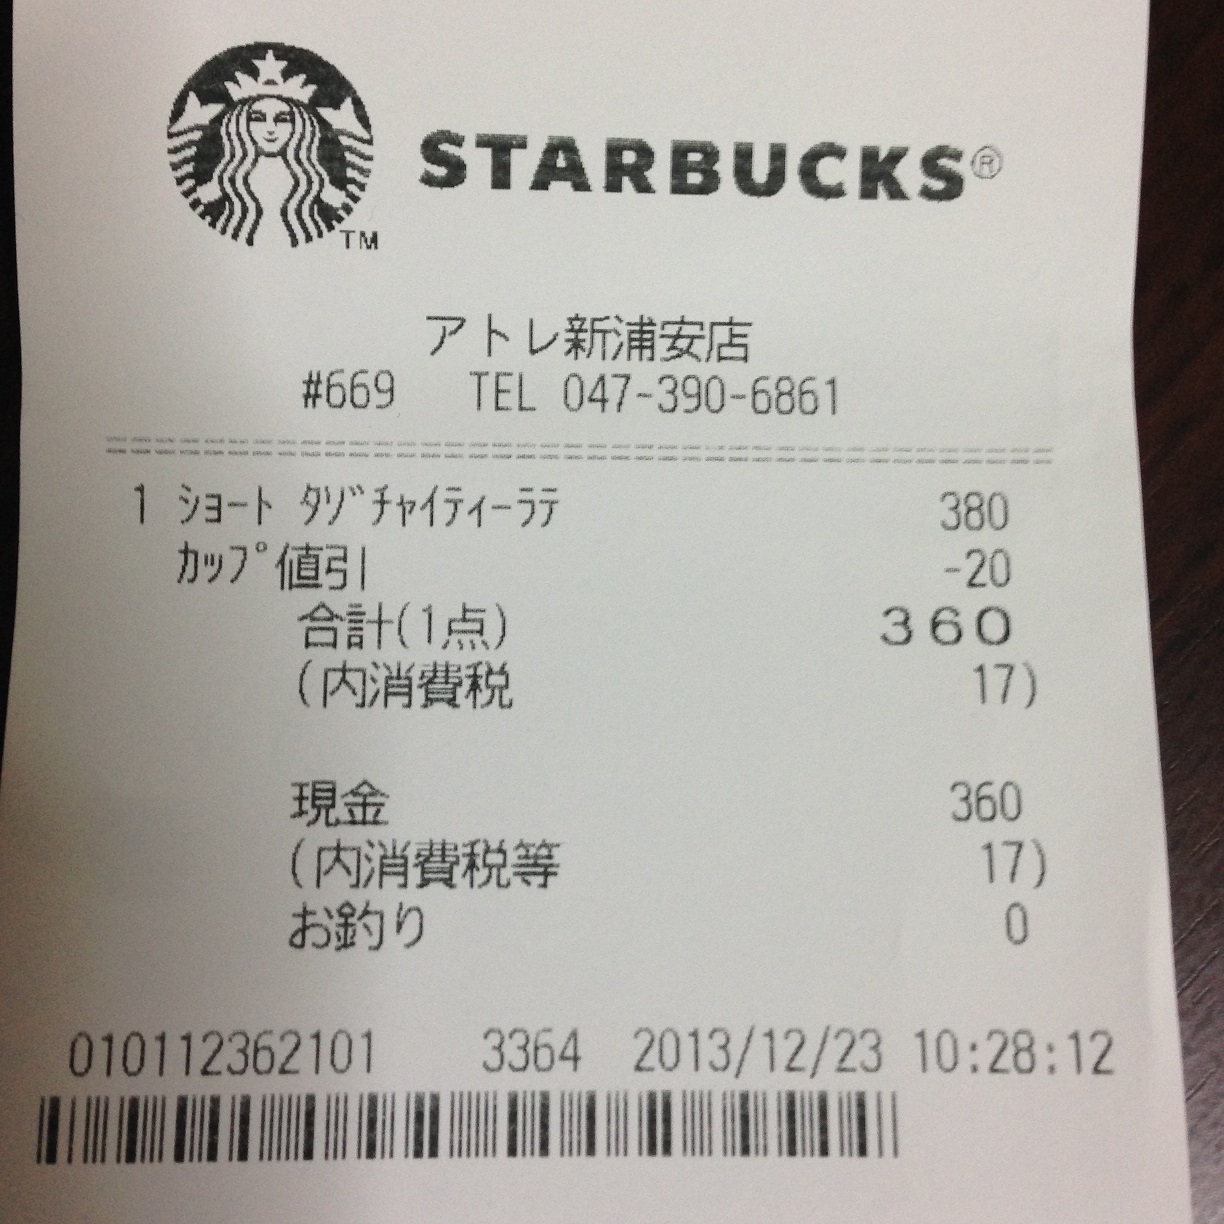 TM
STARBUCKS®
アトレ新浦安店
#669 TEL 047-390-6861
1 ｼｮｰﾄ ﾀｿﾞﾁｬｲﾃｨｰﾗﾃ 380
ｶｯﾌﾟ値引 -20
合計(1点) 360
(内消費税 17)
現金 360
(内消費税等 17)
お釣り 0
010112362101 3364 2013/12/23 10:28:12